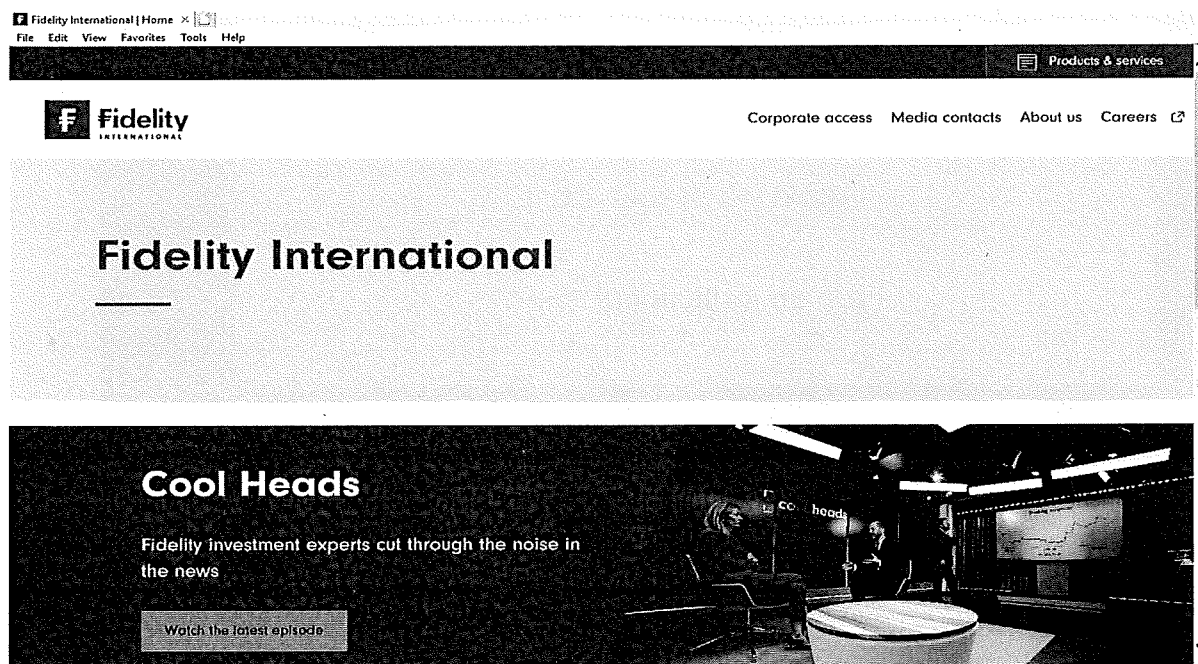 Fidelity International | Home
File Edit View Favorites Tools Help
Products & services
Fidelity
INTERNATIONAL
Corporate access Media contacts About us Careers
Fidelity International
Cool Heads
cool heads
Fidelity investment experts cut through the noise in
the news
Watch the latest episode